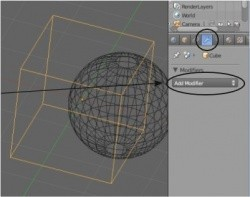 RenderLayers
World
Camera
Cube
Modifiers
Add Modifier